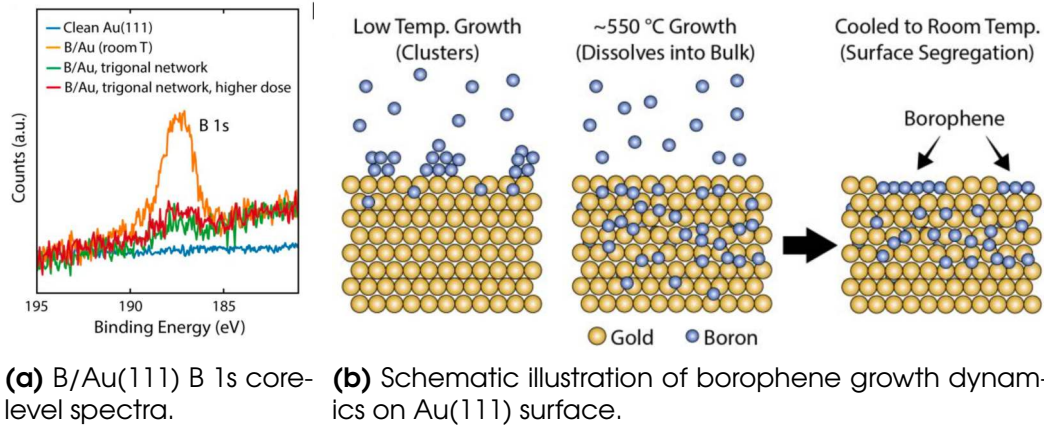 Clean Au(111)
B/Au (room T)
B/Au, trigonal network
B/Au, trigonal network, higher dose
B 1s
Counts (a.u.)
195
190
185
Binding Energy (eV)
Low Temp. Growth
(Clusters)
~550 °C Growth
(Dissolves into Bulk)
Cooled to Room Temp.
(Surface Segregation)
Borophene
Gold
Boron
(a) B/Au(111) B 1s core-
level spectra.
(b) Schematic illustration of borophene growth dynam-
ics on Au(111) surface.